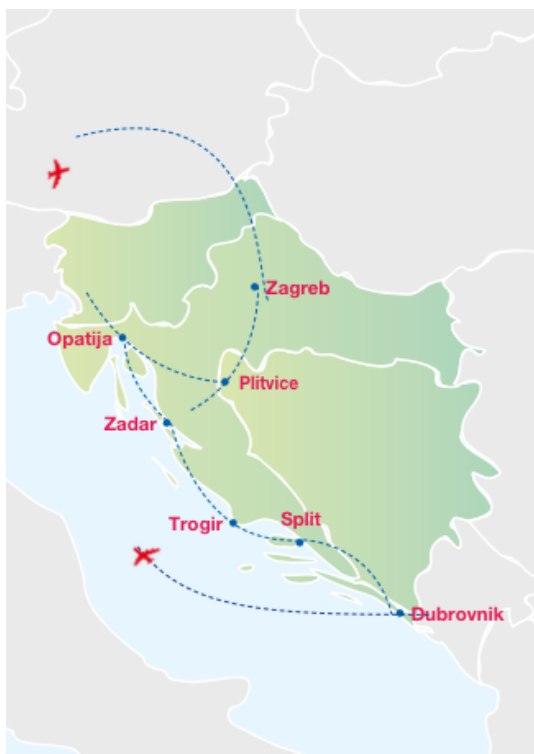 Zagreb
Opatija
Plitvice
Zadar
Trogir
Split
Dubrovnik